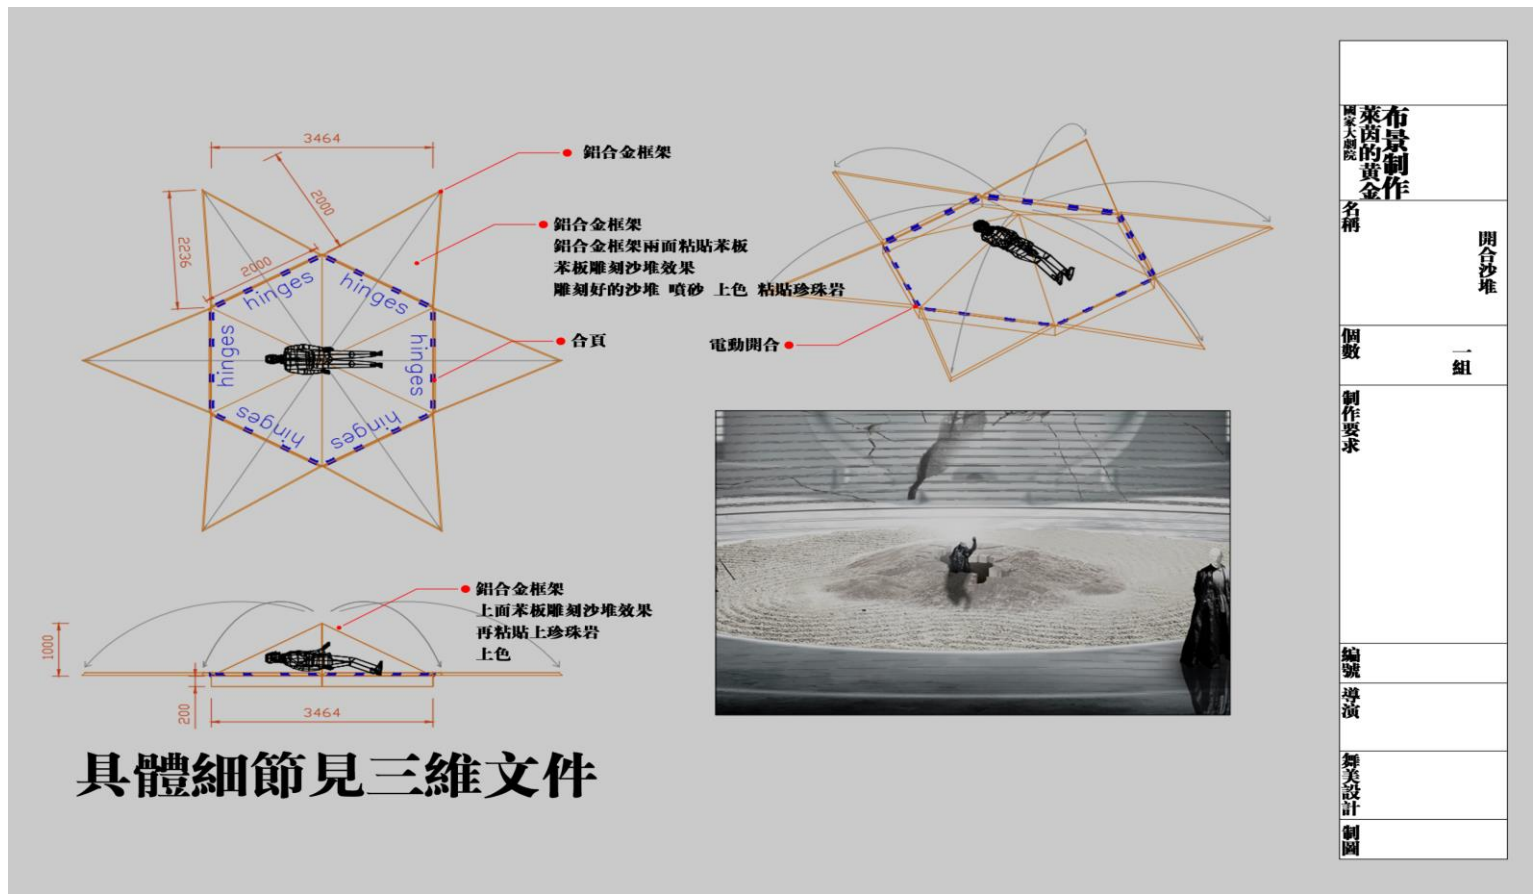 3464
2000
2236
2000
hinges
hinges
hinges
hinges
hinges
hinges
鋁合金框架
鋁合金框架
鋁合金框架兩面粘貼苯板
苯板雕刻沙堆效果
雕刻好的沙堆 噴砂 上色 粘貼珍珠岩
合頁
電動開合
鋁合金框架
上面苯板雕刻沙堆效果
再粘貼上珍珠岩
上色
1000
200
3464
具體細節見三維文件
布景制作
萊茵的黄金
國家大劇院
名稱
開合沙堆
個數
一組
制作要求
編號
導演
舞美設計
制圖